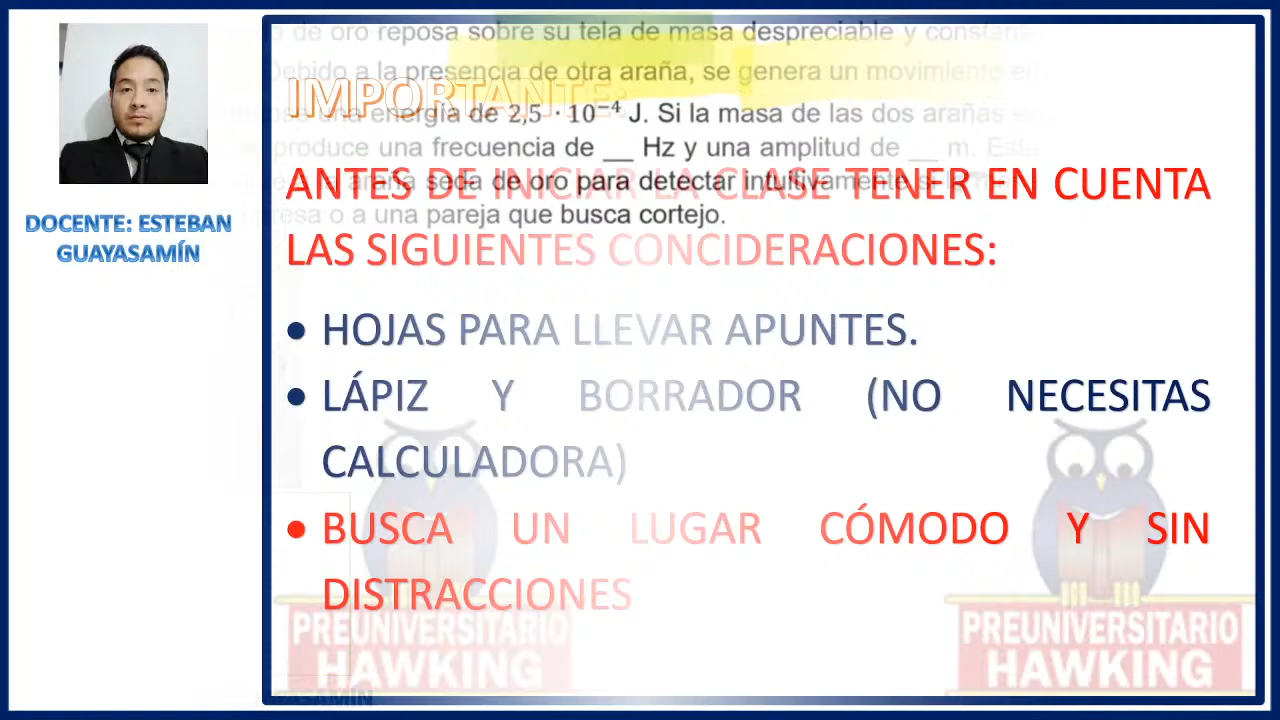 DOCENTE: ESTEBAN
GUAYASAMÍN
de oro reposa sobre su tela de masa despreciable y
Debido a la presencia de otra araña, se genera un movimiento
IMPORTANTE:
una energía de 2,5 · 10⁻⁴ J. Si la masa de las dos arañas
produce una frecuencia de __ Hz y una amplitud de __ m.
ANTES DE INICIAR LA CLASE TENER EN CUENTA
araña seda de oro para detectar intuitivamente si
presa o a una pareja que busca cortejo.
LAS SIGUIENTES CONCIDERACIONES:
• HOJAS PARA LLEVAR APUNTES.
• LÁPIZ Y BORRADOR (NO NECESITAS
CALCULADORA)
• BUSCA UN LUGAR CÓMODO Y SIN
DISTRACCIONES
PREUNIVERSITARIO
HAWKING
PREUNIVERSITARIO
HAWKING